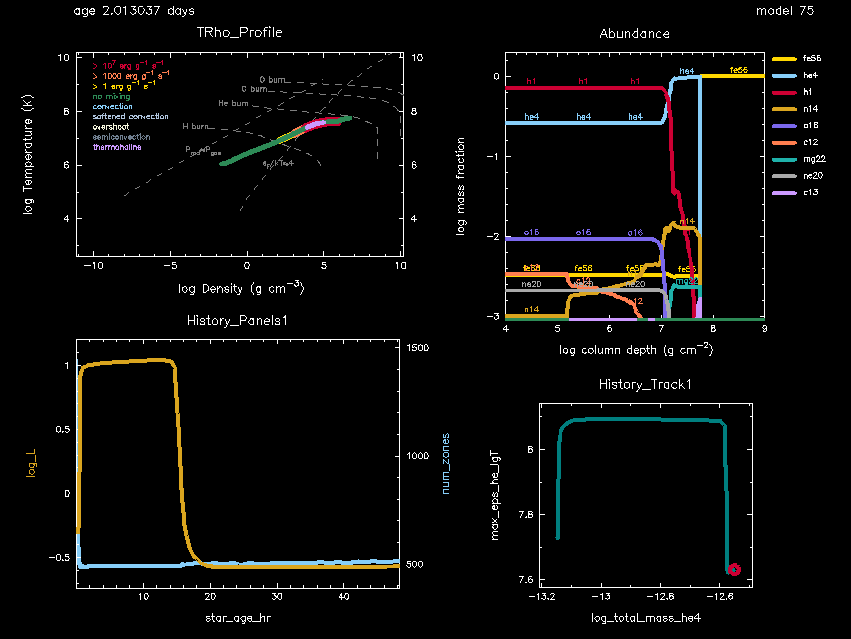 age 2.013037 days
model 75
TRho_Profile
> 10⁷ erg g⁻¹ s⁻¹
> 1000 erg g⁻¹ s⁻¹
> 1 erg g⁻¹ s⁻¹
no mixing
convection
softened convection
overshoot
semiconvection
thermohaline
O burn
C burn
He burn
H burn
log Temperature (K)
10
8
6
4
10
8
6
4
−10
−5
0
5
10
log Density (g cm⁻³)
Abundance
he4
fe56
h1 h1 h1
he4 he4 he4
n14
o16 o16 o16
fe56 fe56
ne20
n14
log mass fraction
0
−1
−2
−3
4 5 6 7 8 9
log column depth (g cm⁻²)
fe56
he4
h1
n14
o16
c12
mg22
ne20
c13
History_Panels1
log_L
1
0.5
0
−0.5
1500
1000
500
num_zones
10 20 30 40
star_age_hr
History_Track1
max_eps_he_lgT
8
7.8
7.6
−13.2 −13 −12.8 −12.6
log_total_mass_he4